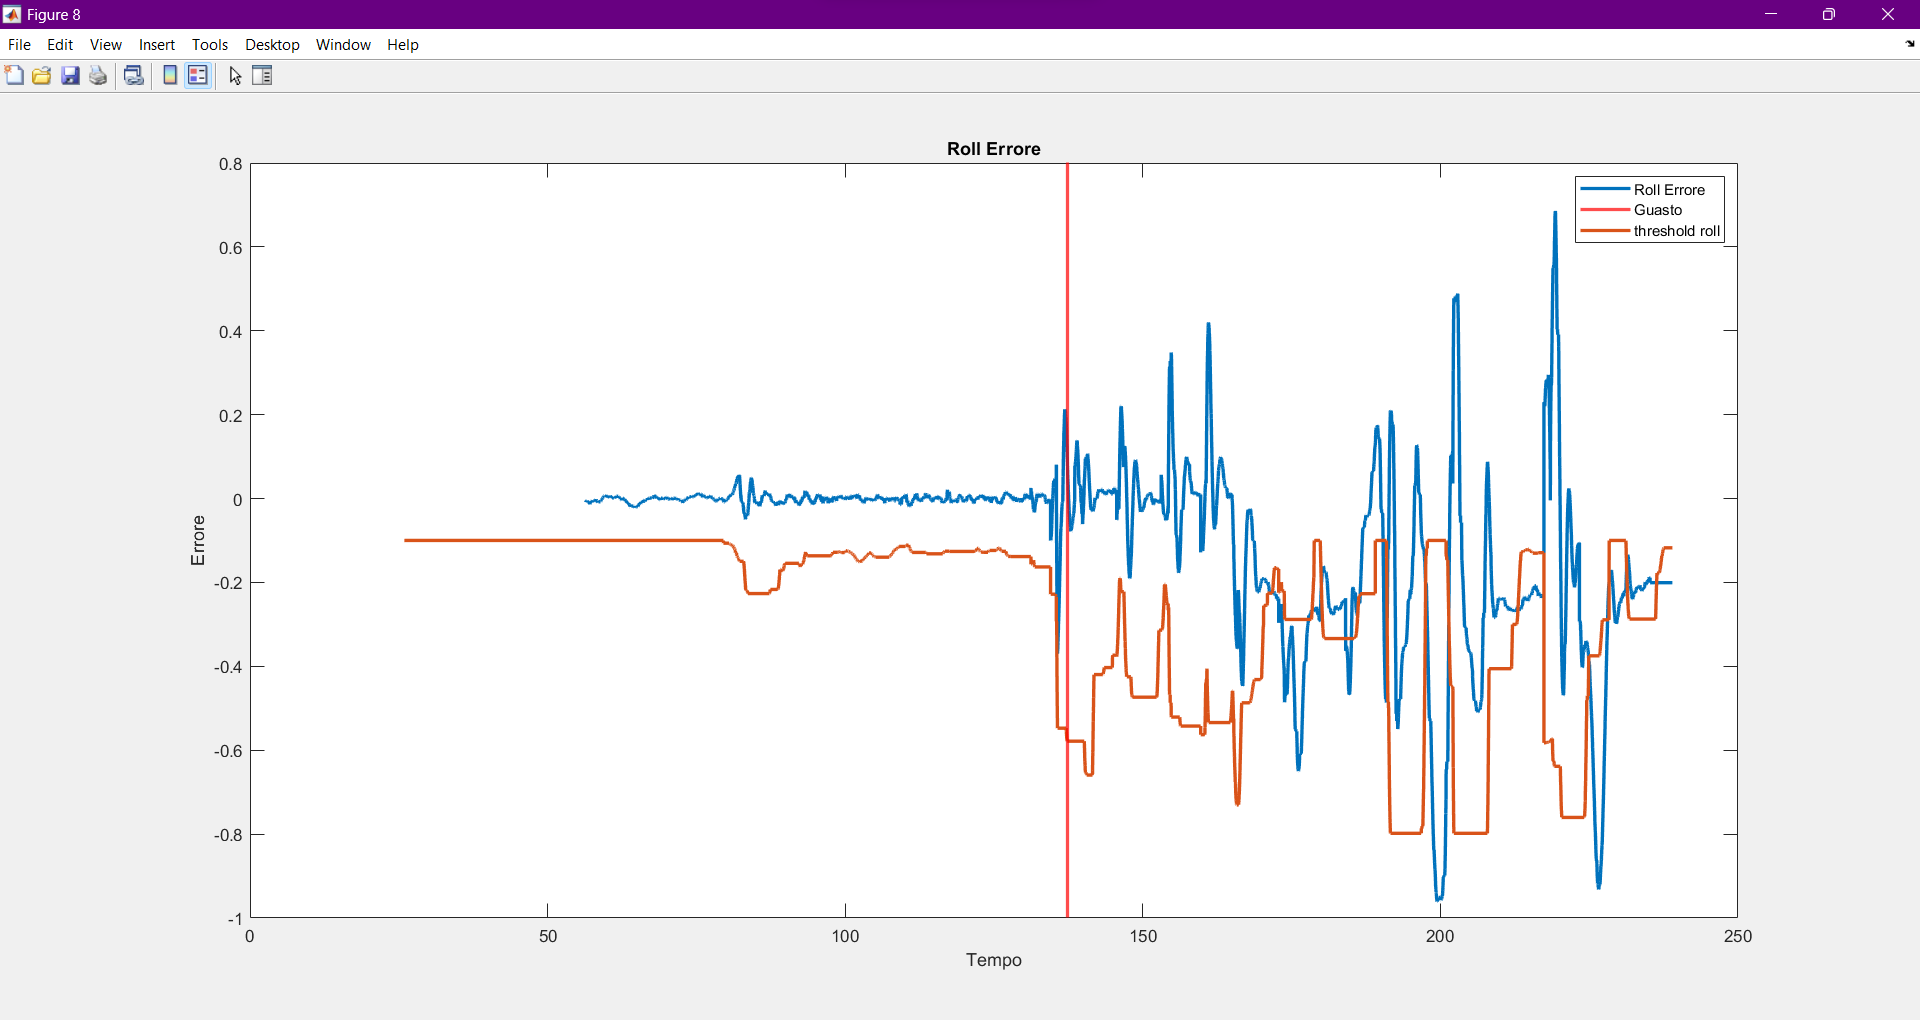 Figure 8
File Edit View Insert Tools Desktop Window Help
Roll Errore
0.8
0.6
0.4
0.2
0
-0.2
-0.4
-0.6
-0.8
-1
Errore
Roll Errore
Guasto
threshold roll
0 50 100 150 200 250
Tempo